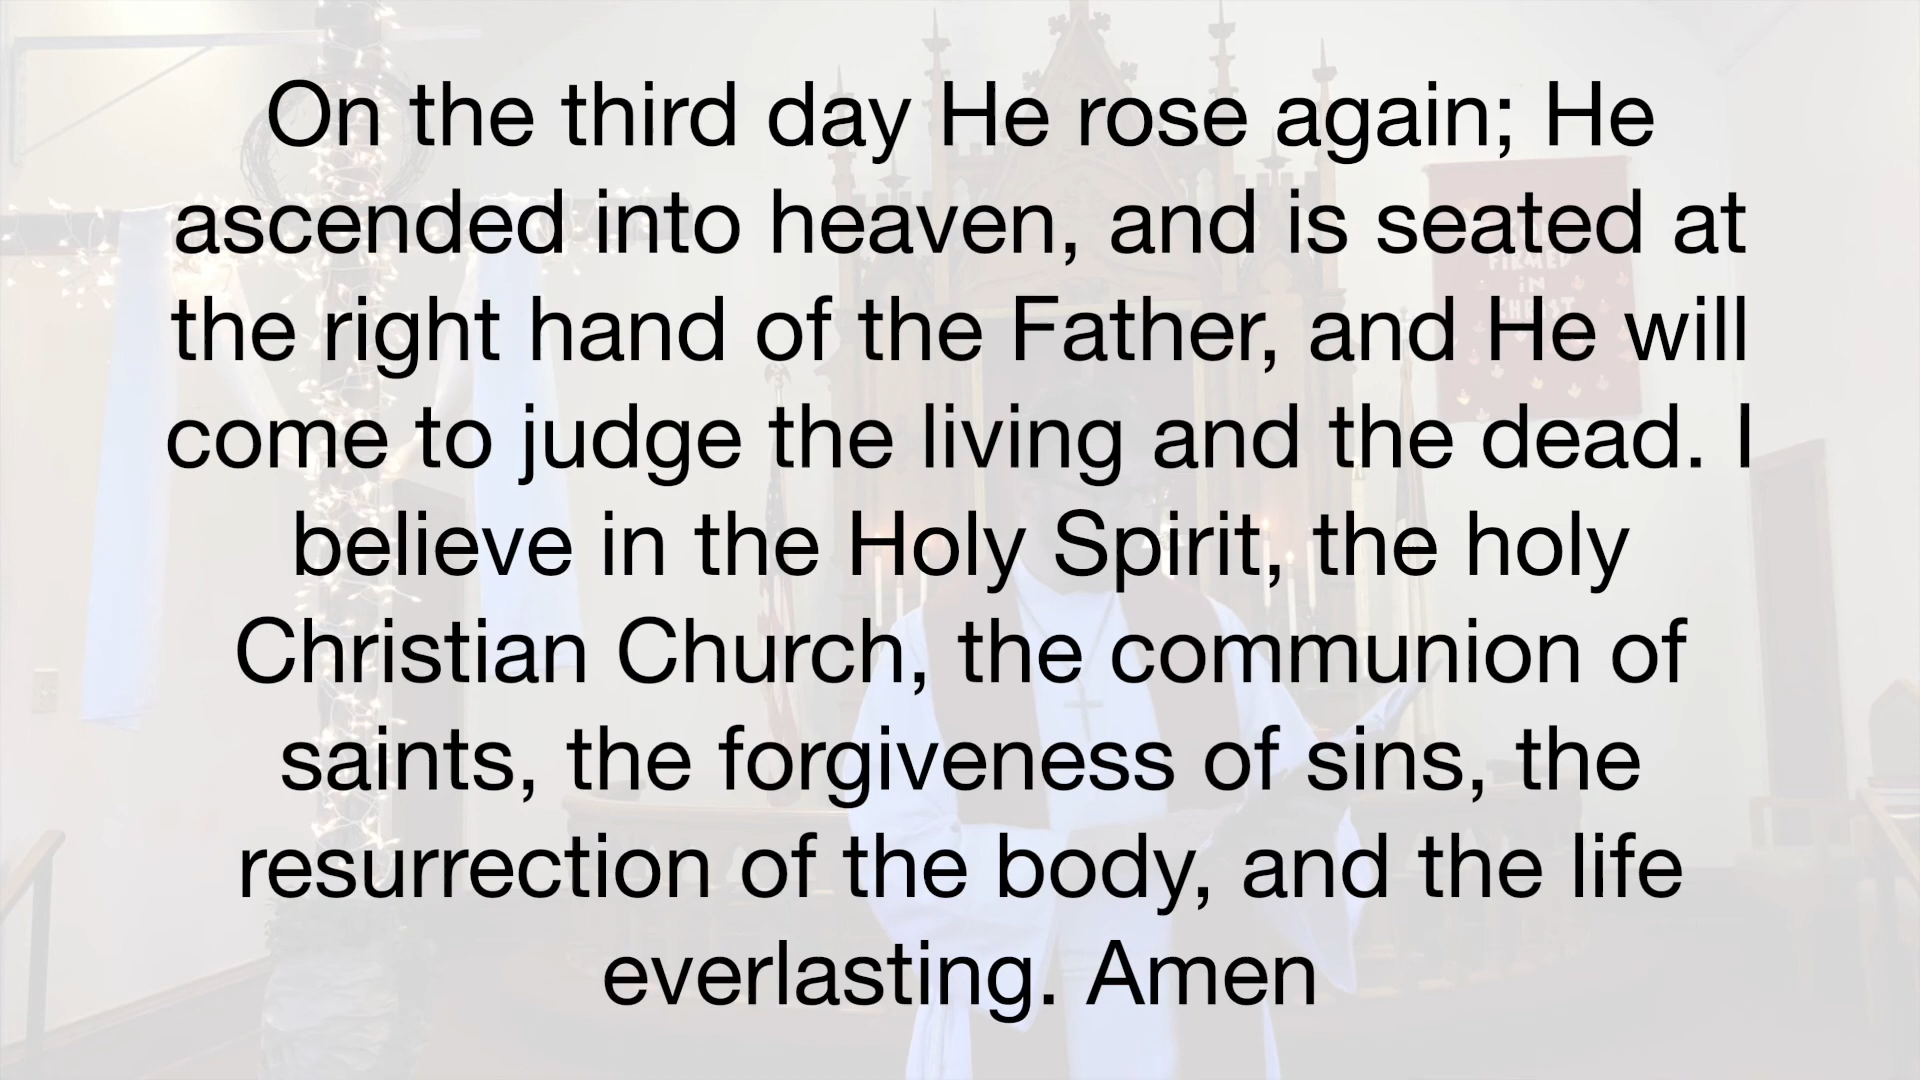 On the third day He rose again; He
ascended into heaven, and is seated at
the right hand of the Father, and He will
come to judge the living and the dead. I
believe in the Holy Spirit, the holy
Christian Church, the communion of
saints, the forgiveness of sins, the
resurrection of the body, and the life
everlasting. Amen
FIRMED
IN
CHRIST